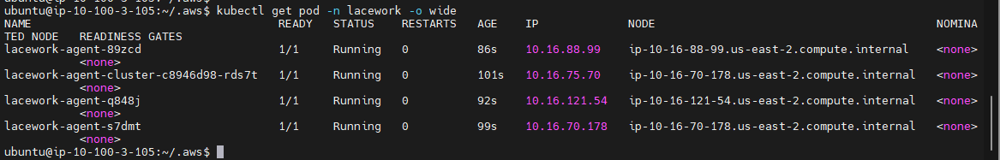 ubuntu@ip-10-100-3-105:~/.aws$ kubectl get pod -n lacework -o wide
NAME READY STATUS RESTARTS AGE IP NODE NOMINA
TED NODE READINESS GATES
lacework-agent-89zcd 1/1 Running 0 86s 10.16.88.99 ip-10-16-88-99.us-east-2.compute.internal <none>
<none>
lacework-agent-cluster-c8946d98-rds7t 1/1 Running 0 101s 10.16.75.70 ip-10-16-70-178.us-east-2.compute.internal <none>
<none>
lacework-agent-q848j 1/1 Running 0 92s 10.16.121.54 ip-10-16-121-54.us-east-2.compute.internal <none>
<none>
lacework-agent-s7dmt 1/1 Running 0 99s 10.16.70.178 ip-10-16-70-178.us-east-2.compute.internal <none>
<none>
ubuntu@ip-10-100-3-105:~/.aws$